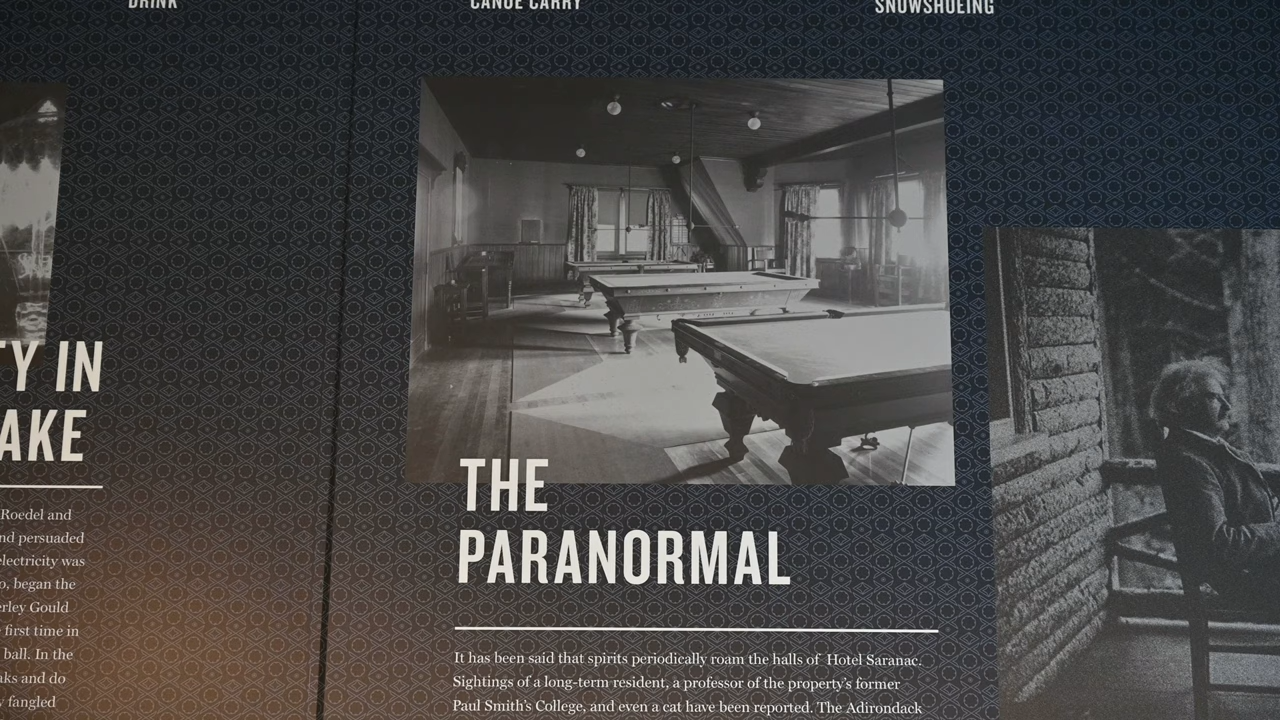 DRINK
CANOE CARRY
SNOWSHOEING
TY IN
AKE
Roedel and
nd persuaded
electricity was
o, began the
erley Gould
first time in
ball. In the
aks and do
y fangled
THE
PARANORMAL
It has been said that spirits periodically roam the halls of Hotel Saranac.
Sightings of a long-term resident, a professor of the property's former
Paul Smith's College, and even a cat have been reported. The Adirondack